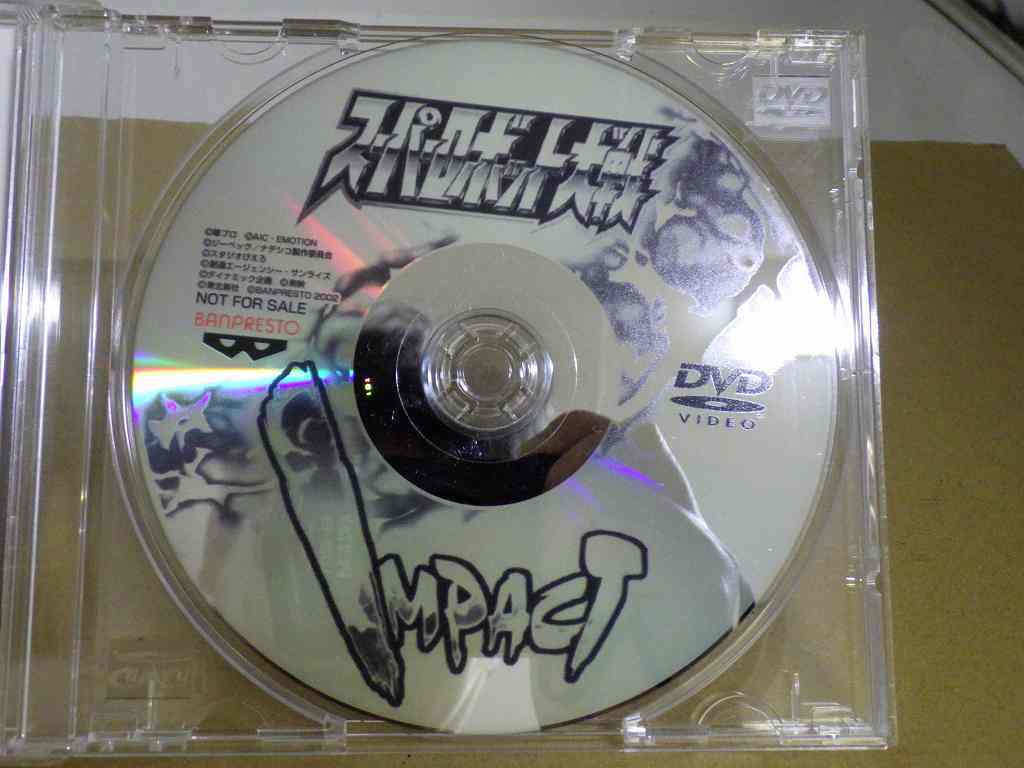 スーパーロボット大戦
©葦プロ ©AIC・EMOTION
©ジーベック/ナデシコ製作委員会
©スタジオぴえろ
©創通エージェンシー・サンライズ
©ダイナミック企画 ©東映
©東北新社 ©BANPRESTO 2002
NOT FOR SALE
BANPRESTO
DVD
VIDEO
IMPACT
DVD